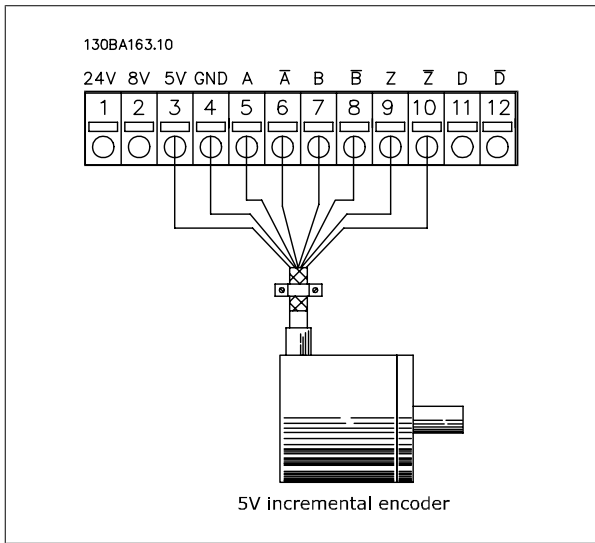 130BA163.10
24V 8V 5V GND A A̅ B B̅ Z Z̅ D D̅
1 2 3 4 5 6 7 8 9 10 11 12
5V incremental encoder